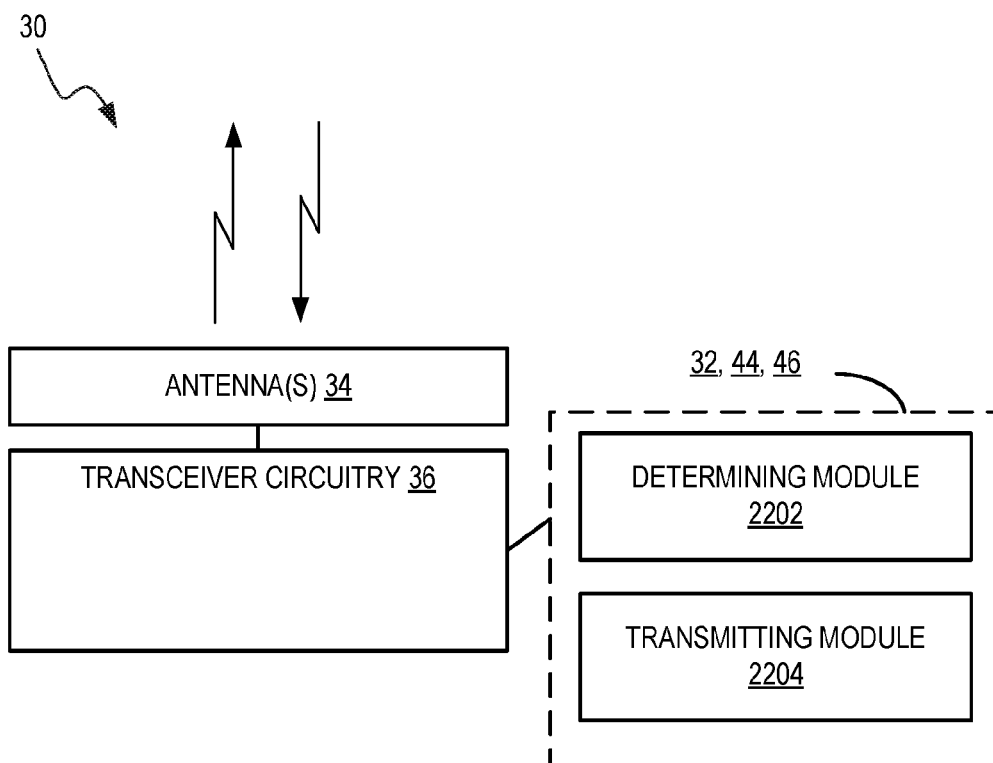 30
ANTENNA(S) 34
32, 44, 46
TRANSCEIVER CIRCUITRY 36
DETERMINING MODULE
2202
TRANSMITTING MODULE
2204